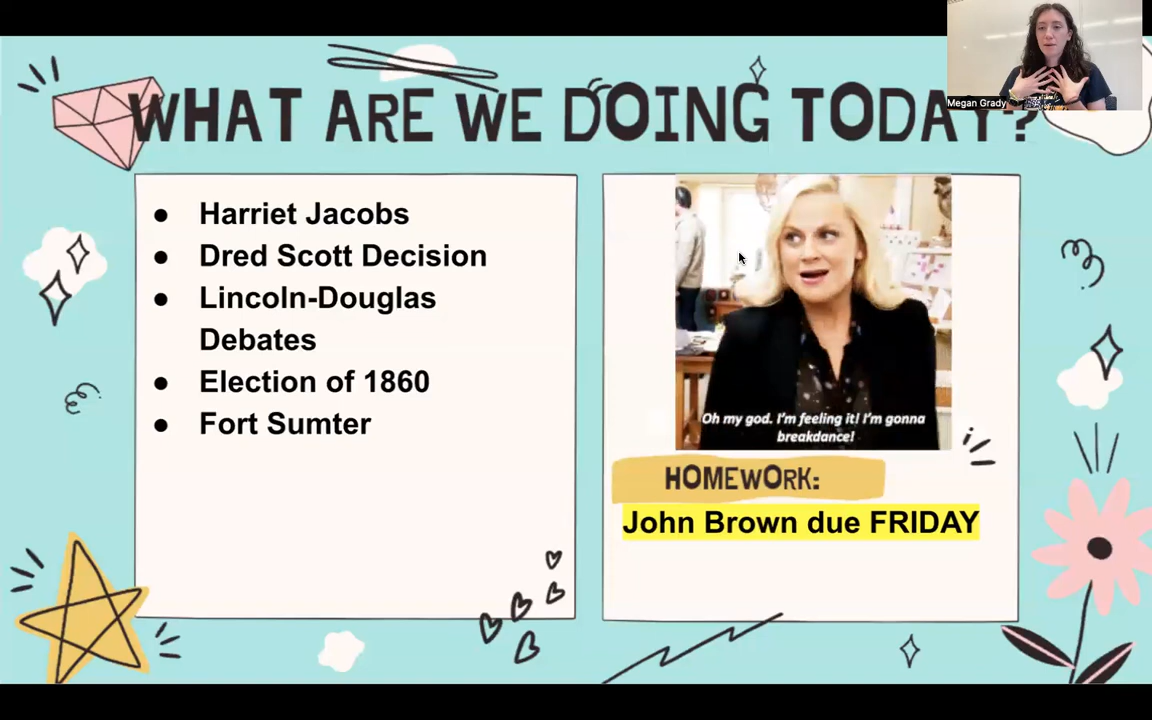 WHAT ARE WE DOING TODAY?
Megan Grady
● Harriet Jacobs
● Dred Scott Decision
● Lincoln-Douglas
Debates
● Election of 1860
● Fort Sumter
Oh my god. I'm feeling it! I'm gonna
breakdance!
HOMEWORK:
John Brown due FRIDAY